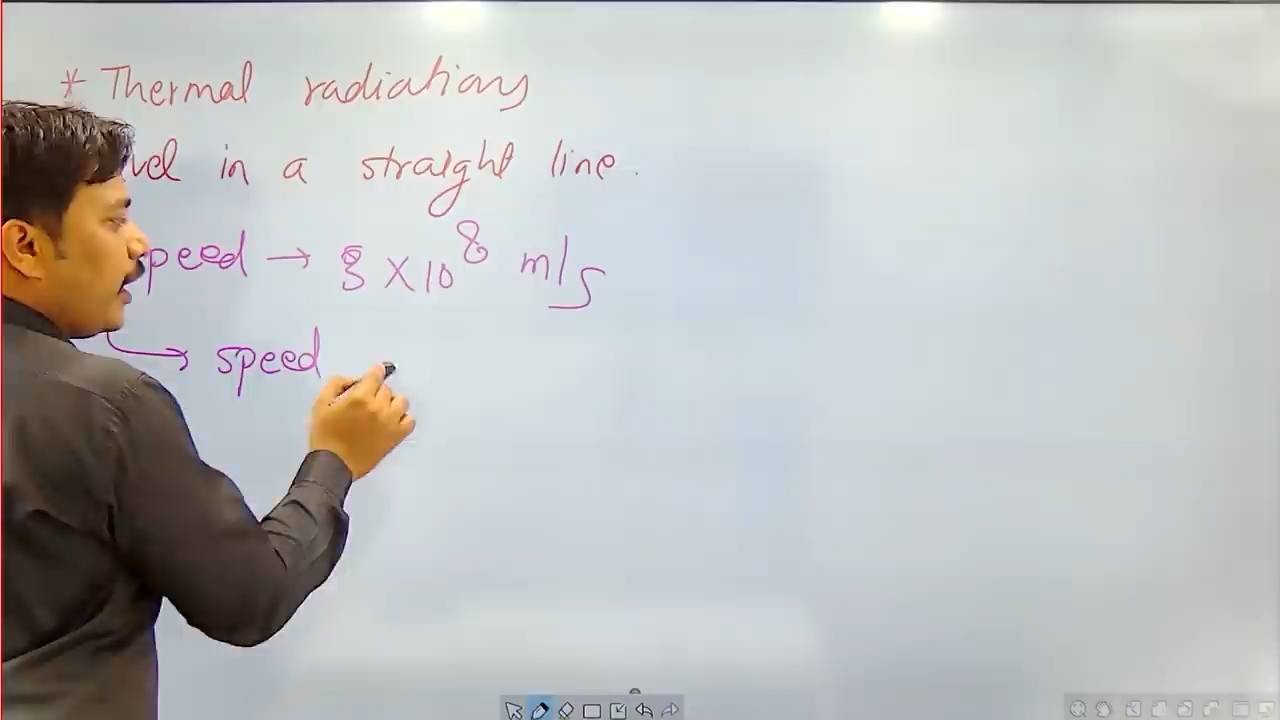 * Thermal radiations
vel in a straight line.
peed → 3 × 10⁸ m/s
→ speed